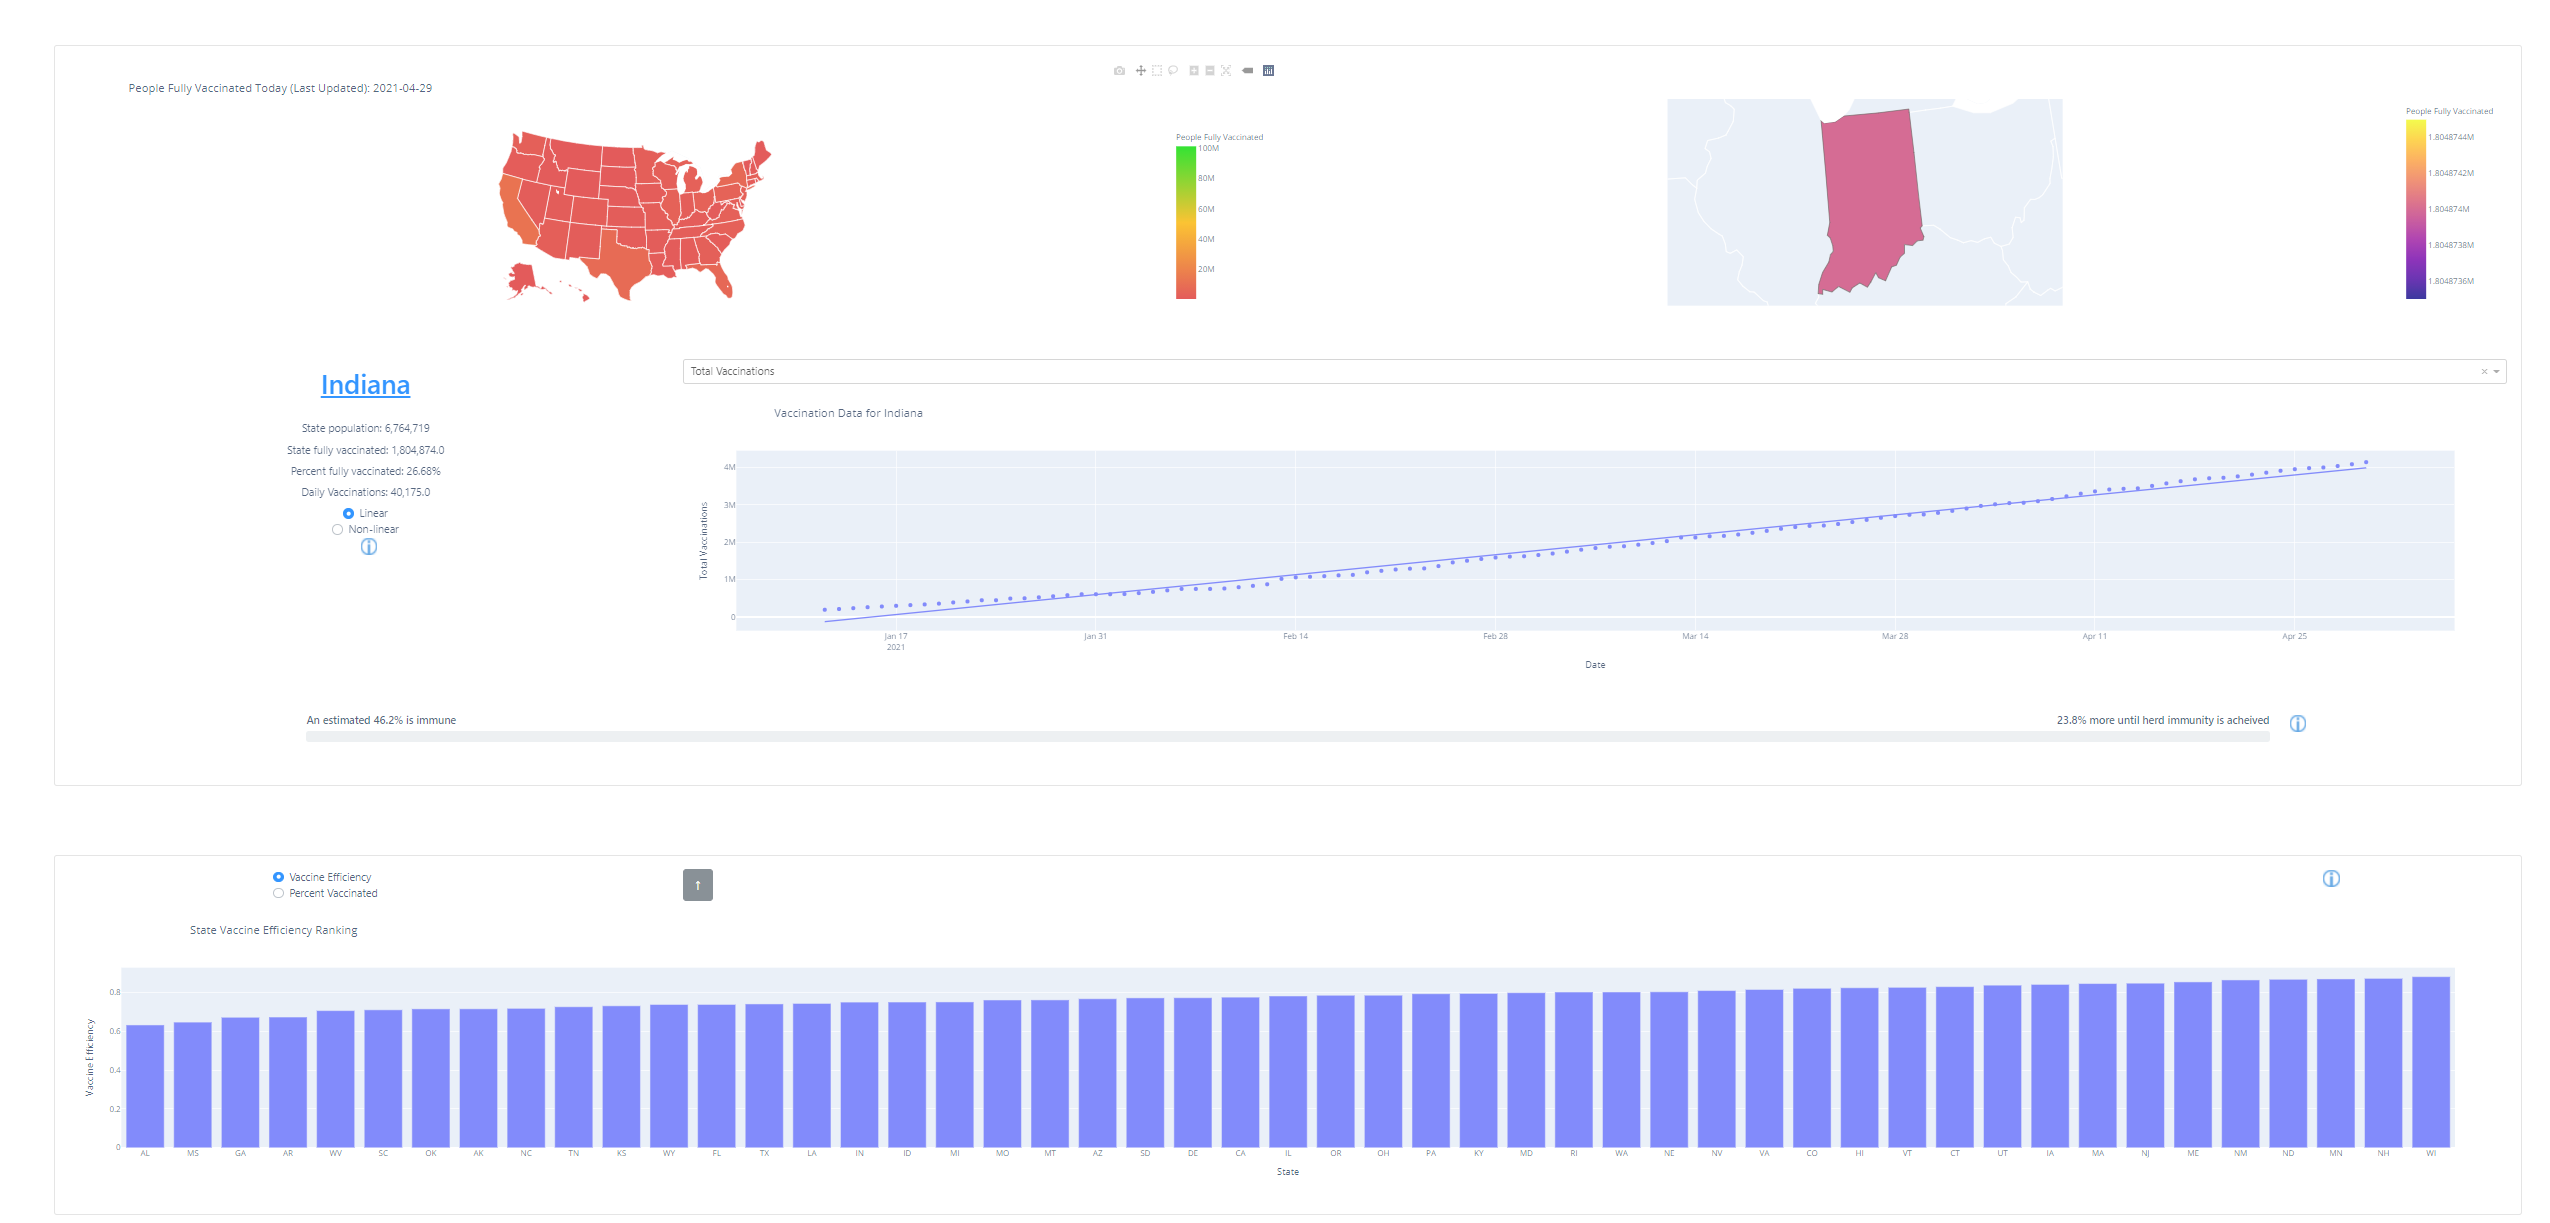 People Fully Vaccinated Today (Last Updated): 2021-04-29
People Fully Vaccinated
100M
80M
60M
40M
20M
People Fully Vaccinated
1.8048744M
1.8048742M
1.804874M
1.8048738M
1.8048736M
Indiana
State population: 6,764,719
State fully vaccinated: 1,804,874.0
Percent fully vaccinated: 26.68%
Daily Vaccinations: 40,175.0
Linear
Non-linear
Total Vaccinations
Vaccination Data for Indiana
Total Vaccinations
4M
3M
2M
1M
0
Jan 17 Jan 31 Feb 14 Feb 28 Mar 14 Mar 28 Apr 11 Apr 25
2021
Date
An estimated 46.2% is immune
23.8% more until herd immunity is acheived
Vaccine Efficiency
Percent Vaccinated
↑
State Vaccine Efficiency Ranking
Vaccine Efficiency
0.8
0.6
0.4
0.2
0
AL MS GA AR WV SC OK AK NC TN KS WY FL TX LA IN ID MI MO MT AZ SD DE CA IL OR OH PA KY MD RI WA NE NV VA CO HI VT CT UT IA MA NJ ME NM ND MN NH WI
State